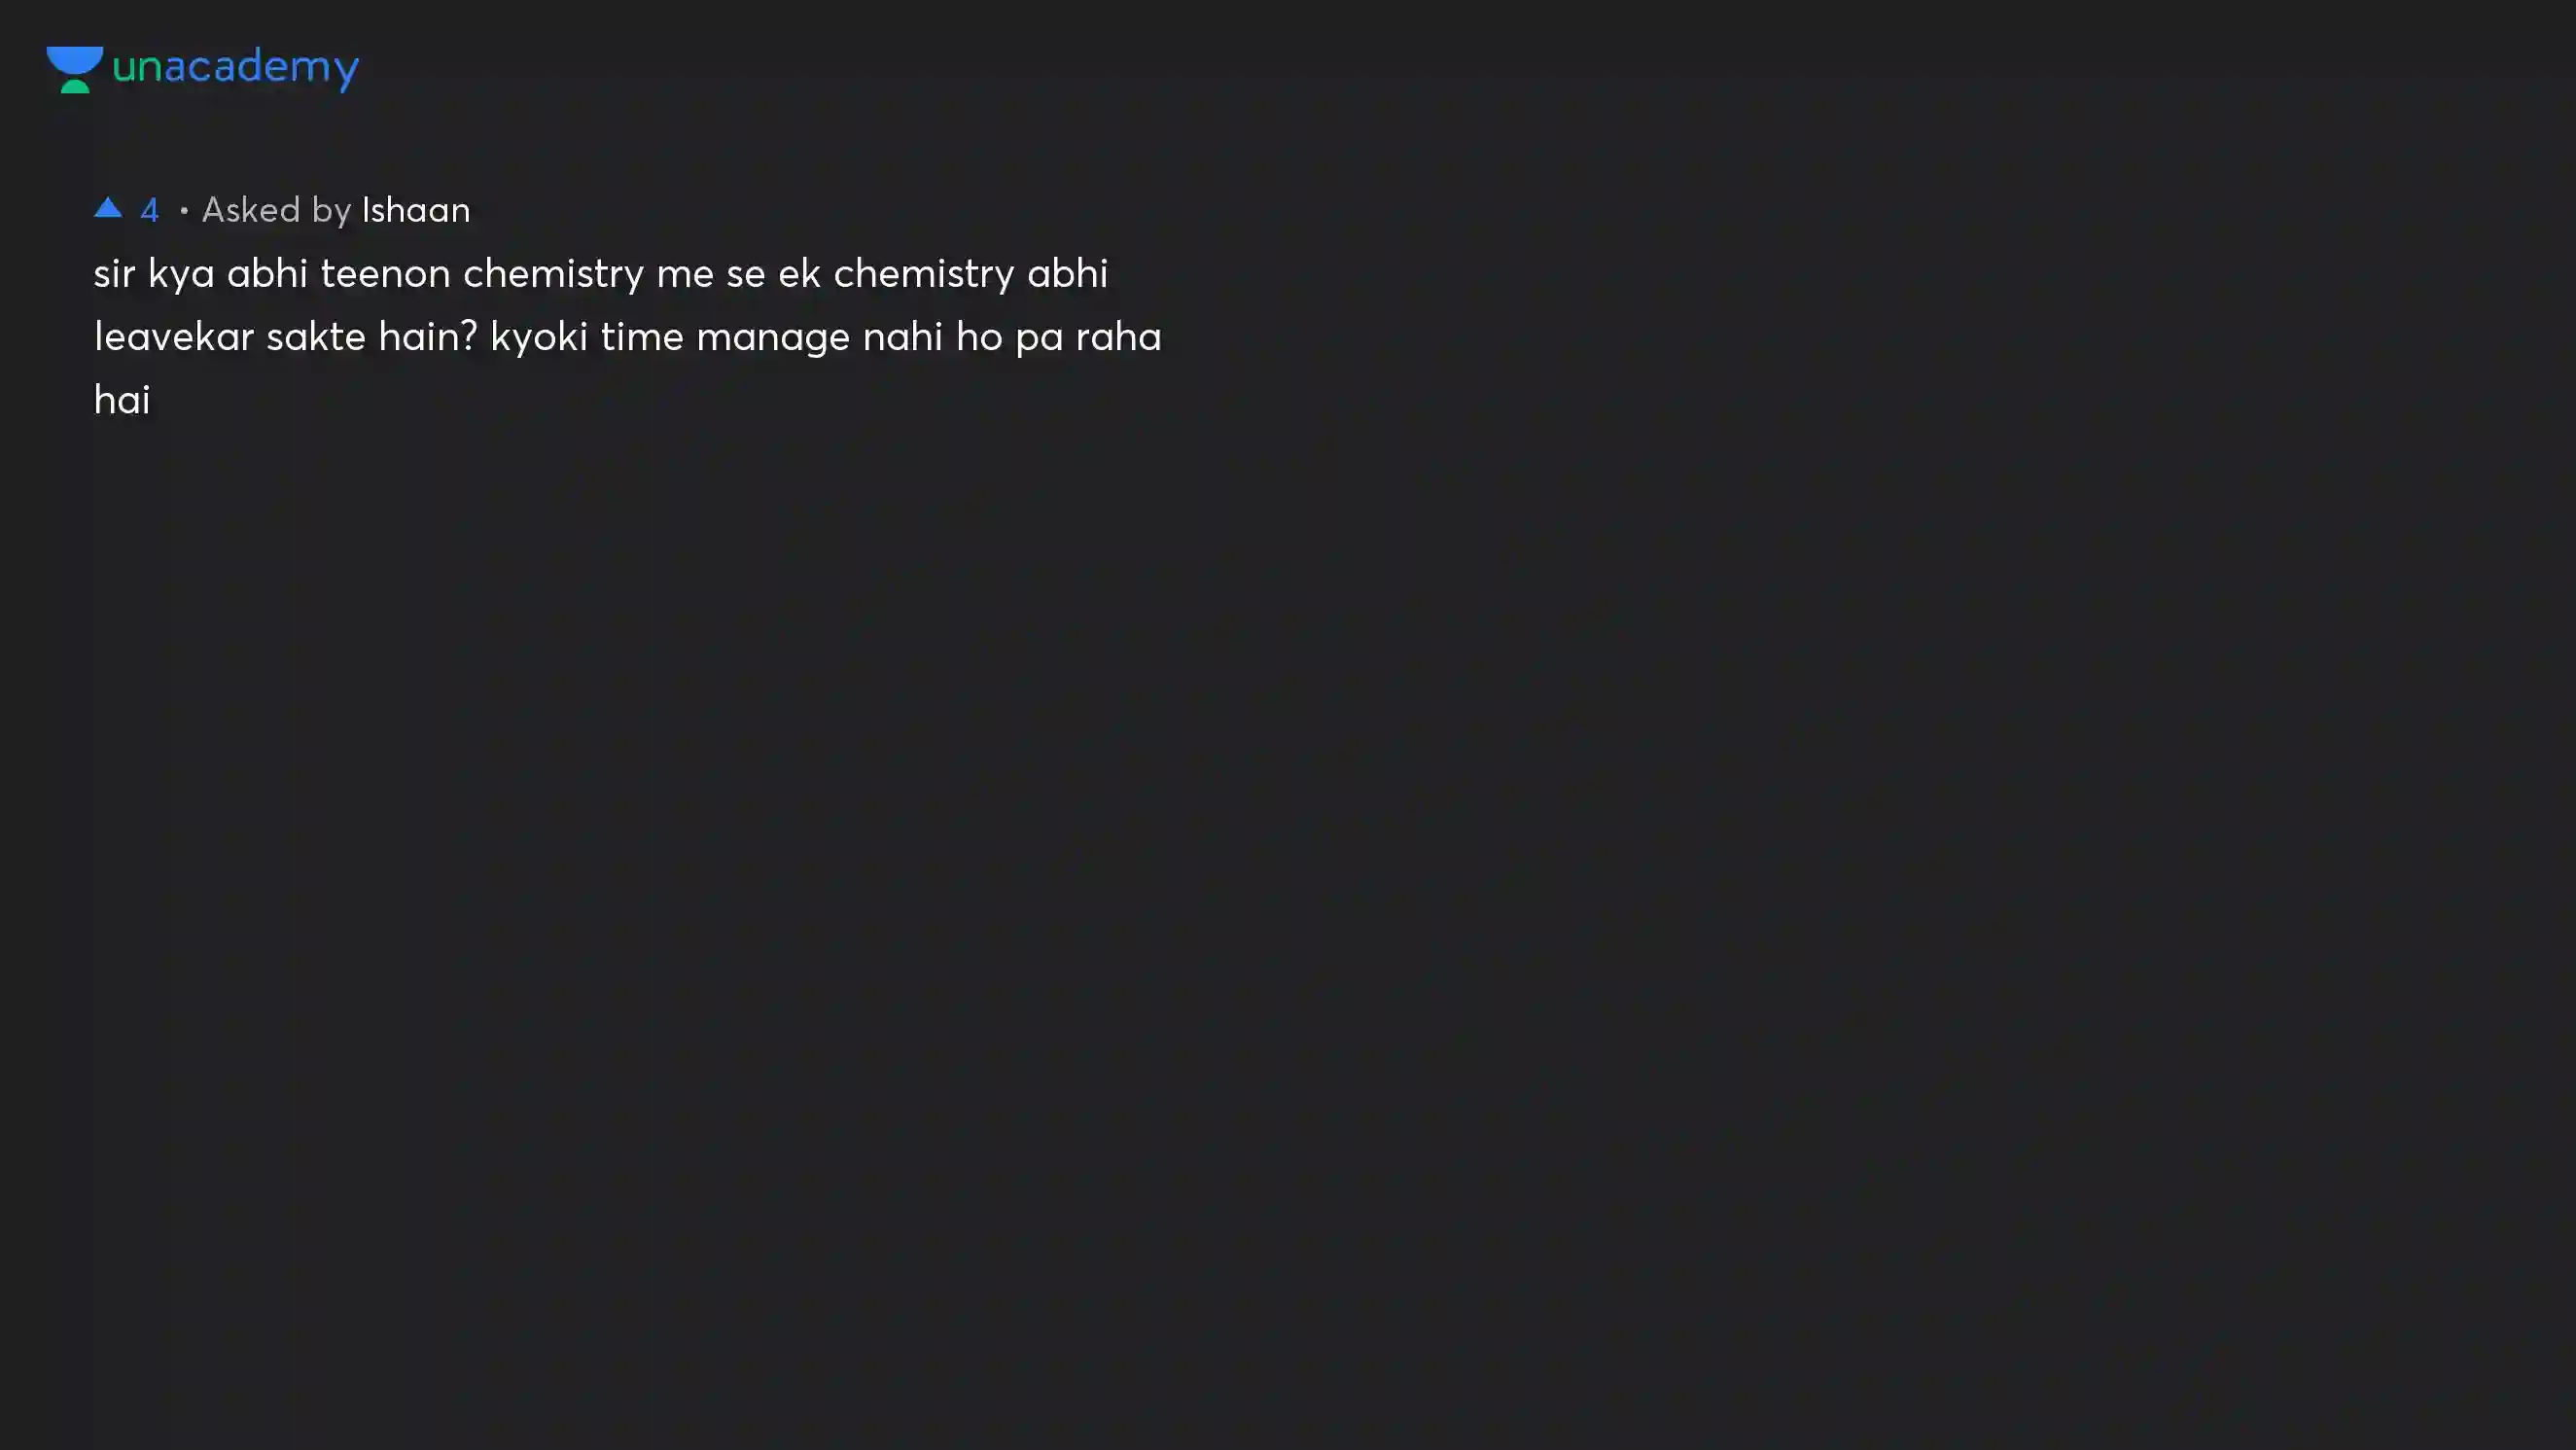 unacademy
▲ 4 • Asked by Ishaan
sir kya abhi teenon chemistry me se ek chemistry abhi
leavekar sakte hain? kyoki time manage nahi ho pa raha
hai